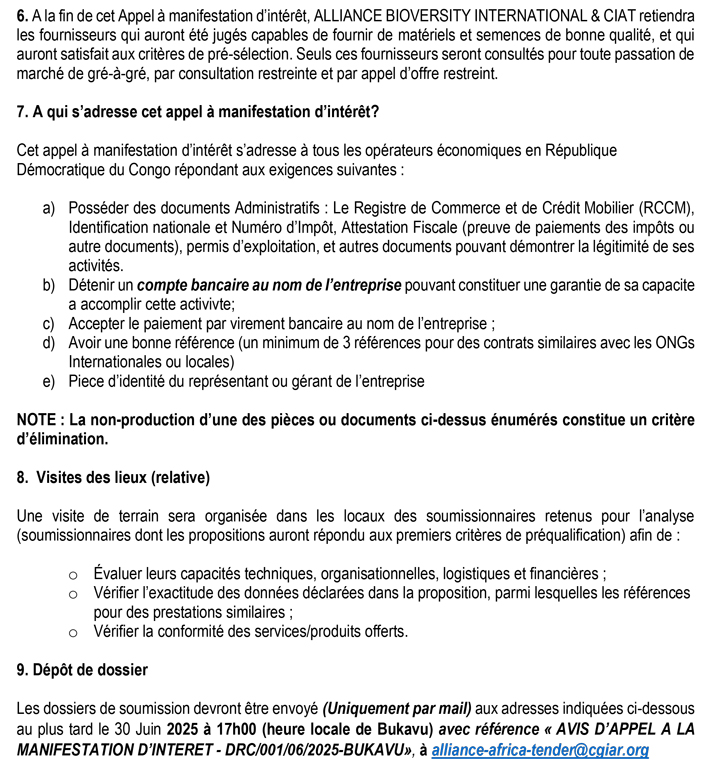 6. A la fin de cet Appel à manifestation d’intérêt, ALLIANCE BIOVERSITY INTERNATIONAL & CIAT retiendra
les fournisseurs qui auront été jugés capables de fournir de matériels et semences de bonne qualité, et qui
auront satisfait aux critères de pré-sélection. Seuls ces fournisseurs seront consultés pour toute passation de
marché de gré-à-gré, par consultation restreinte et par appel d’offre restreint.
7. A qui s’adresse cet appel à manifestation d’intérêt?
Cet appel à manifestation d’intérêt s’adresse à tous les opérateurs économiques en République
Démocratique du Congo répondant aux exigences suivantes :
a) Posséder des documents Administratifs : Le Registre de Commerce et de Crédit Mobilier (RCCM),
Identification nationale et Numéro d’Impôt, Attestation Fiscale (preuve de paiements des impôts ou
autre documents), permis d’exploitation, et autres documents pouvant démontrer la légitimité de ses
activités.
b) Détenir un compte bancaire au nom de l’entreprise pouvant constituer une garantie de sa capacite
a accomplir cette activivte;
c) Accepter le paiement par virement bancaire au nom de l’entreprise ;
d) Avoir une bonne référence (un minimum de 3 références pour des contrats similaires avec les ONGs
Internationales ou locales)
e) Piece d’identité du représentant ou gérant de l’entreprise
NOTE : La non-production d’une des pièces ou documents ci-dessus énumérés constitue un critère
d’élimination.
8. Visites des lieux (relative)
Une visite de terrain sera organisée dans les locaux des soumissionnaires retenus pour l’analyse
(soumissionnaires dont les propositions auront répondu aux premiers critères de préqualification) afin de :
o Évaluer leurs capacités techniques, organisationnelles, logistiques et financières ;
o Vérifier l’exactitude des données déclarées dans la proposition, parmi lesquelles les références
pour des prestations similaires ;
o Vérifier la conformité des services/produits offerts.
9. Dépôt de dossier
Les dossiers de soumission devront être envoyé (Uniquement par mail) aux adresses indiquées ci-dessous
au plus tard le 30 Juin 2025 à 17h00 (heure locale de Bukavu) avec référence « AVIS D’APPEL A LA
MANIFESTATION D’INTERET - DRC/001/06/2025-BUKAVU», à alliance-africa-tender@cgiar.org